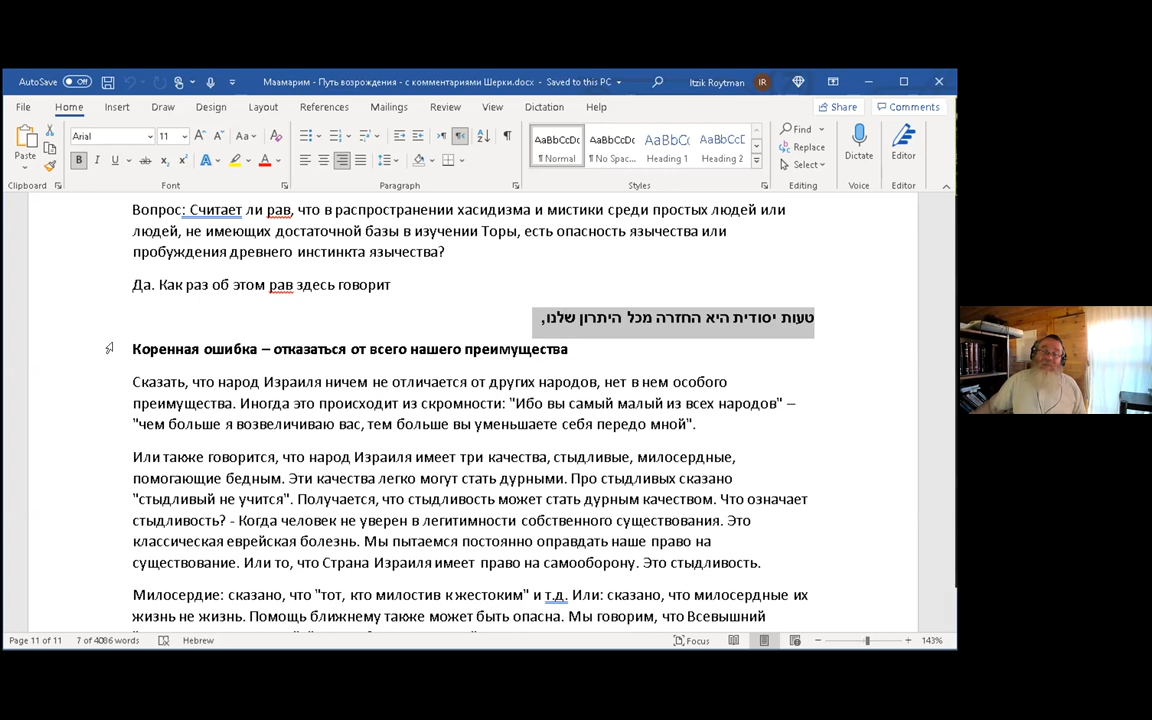 AutoSave Off Маамарим - Путь возрождения - с комментариями Шерки.docx - Saved to this PC Itzik Roytman IR
File Home Insert Draw Design Layout References Mailings Review View Dictation Help Share Comments
Arial 11 AaBbCcDc AaBbCcDc AaBbCc AaBbCcD Find
Paste Normal No Spac... Heading 1 Heading 2 Replace Select Dictate Editor
Clipboard Font Paragraph Styles Editing Voice Editor
Вопрос: Считает ли рав, что в распространении хасидизма и мистики среди простых людей или
людей, не имеющих достаточной базы в изучении Торы, есть опасность язычества или
пробуждения древнего инстинкта язычества?
Да. Как раз об этом рав здесь говорит
טעות יסודית היא החזרה מכל היתרון שלנו,
Коренная ошибка – отказаться от всего нашего преимущества
Сказать, что народ Израиля ничем не отличается от других народов, нет в нем особого
преимущества. Иногда это происходит из скромности: "Ибо вы самый малый из всех народов" –
"чем больше я возвеличиваю вас, тем больше вы уменьшаете себя передо мной".
Или также говорится, что народ Израиля имеет три качества, стыдливые, милосердные,
помогающие бедным. Эти качества легко могут стать дурными. Про стыдливых сказано
"стыдливый не учится". Получается, что стыдливость может стать дурным качеством. Что означает
стыдливость? - Когда человек не уверен в легитимности собственного существования. Это
классическая еврейская болезнь. Мы пытаемся постоянно оправдать наше право на
существование. Или то, что Страна Израиля имеет право на самооборону. Это стыдливость.
Милосердие: сказано, что "тот, кто милостив к жестоким" и т.д. Или: сказано, что милосердные их
жизнь не жизнь. Помощь ближнему также может быть опасна. Мы говорим, что Всевышний
Page 11 of 11 7 of 4086 words Hebrew Focus 143%